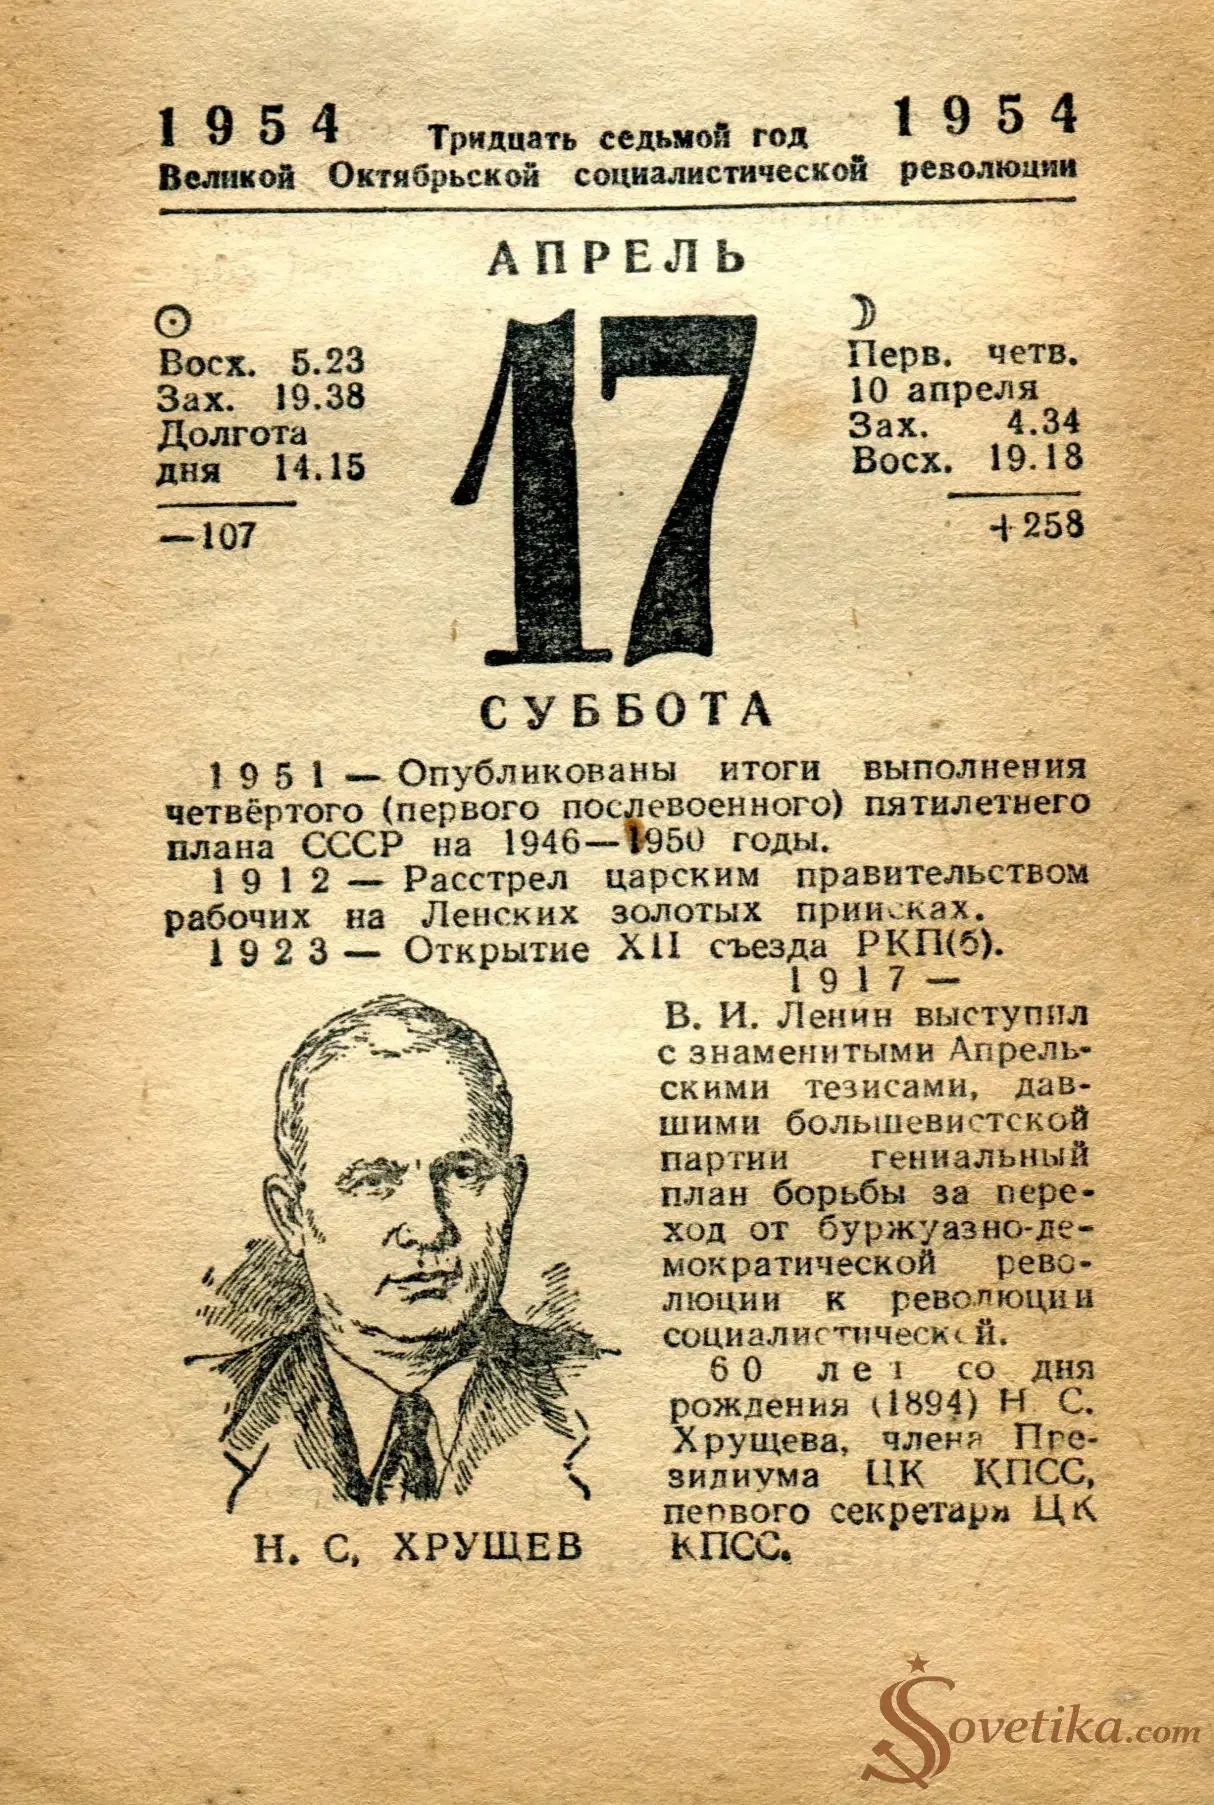 1954 Тридцать седьмой год 1954
Великой Октябрьской социалистической революции
АПРЕЛЬ
Восх. 5.23
Зах. 19.38
Долгота
дня 14.15
—107
17
Перв. четв.
10 апреля
Зах. 4.34
Восх. 19.18
+258
СУББОТА
1951 — Опубликованы итоги выполнения
четвёртого (первого послевоенного) пятилетнего
плана СССР на 1946—1950 годы.
1912 — Расстрел царским правительством
рабочих на Ленских золотых приисках.
1923 — Открытие XII съезда РКП(б).
1917 —
В. И. Ленин выступил
с знаменитыми Апрель-
скими тезисами, дав-
шими большевистской
партии гениальный
план борьбы за пере-
ход от буржуазно-де-
мократической рево-
люции к революции
социалистической.
60 лет со дня
рождения (1894) Н. С.
Хрущева, члена Пре-
зидиума ЦК КПСС,
первого секретаря ЦК
КПСС.
Н. С. ХРУЩЕВ
Sovetika.com